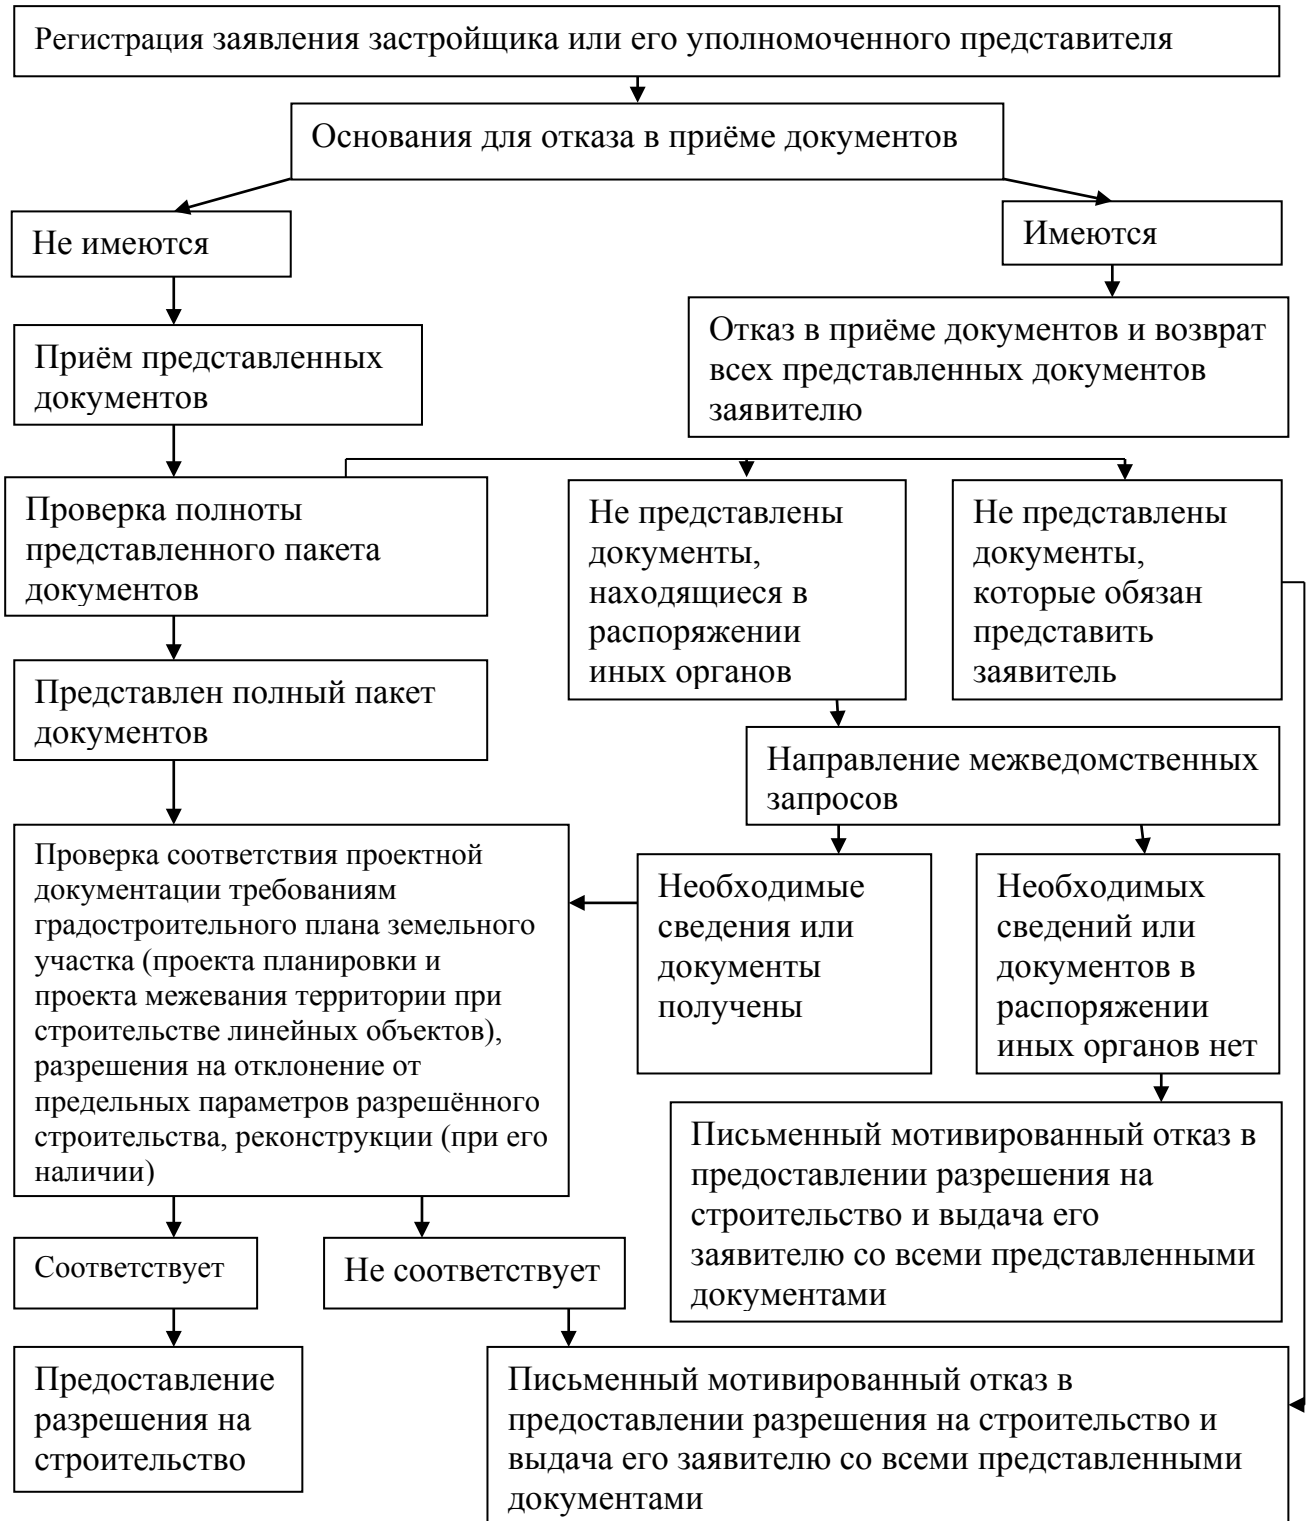 Регистрация заявления застройщика или его уполномоченного представителя
Основания для отказа в приёме документов
Не имеются
Имеются
Приём представленных
документов
Отказ в приёме документов и возврат
всех представленных документов
заявителю
Проверка полноты
представленного пакета
документов
Не представлены
документы,
находящиеся в
распоряжении
иных органов
Не представлены
документы,
которые обязан
представить
заявитель
Представлен полный пакет
документов
Направление межведомственных
запросов
Проверка соответствия проектной
документации требованиям
градостроительного плана земельного
участка (проекта планировки и
проекта межевания территории при
строительстве линейных объектов),
разрешения на отклонение от
предельных параметров разрешённого
строительства, реконструкции (при его
наличии)
Необходимые
сведения или
документы
получены
Необходимых
сведений или
документов в
распоряжении
иных органов нет
Письменный мотивированный отказ в
предоставлении разрешения на
строительство и выдача его
заявителю со всеми представленными
документами
Соответствует
Не соответствует
Предоставление
разрешения на
строительство
Письменный мотивированный отказ в
предоставлении разрешения на строительство и
выдача его заявителю со всеми представленными
документами